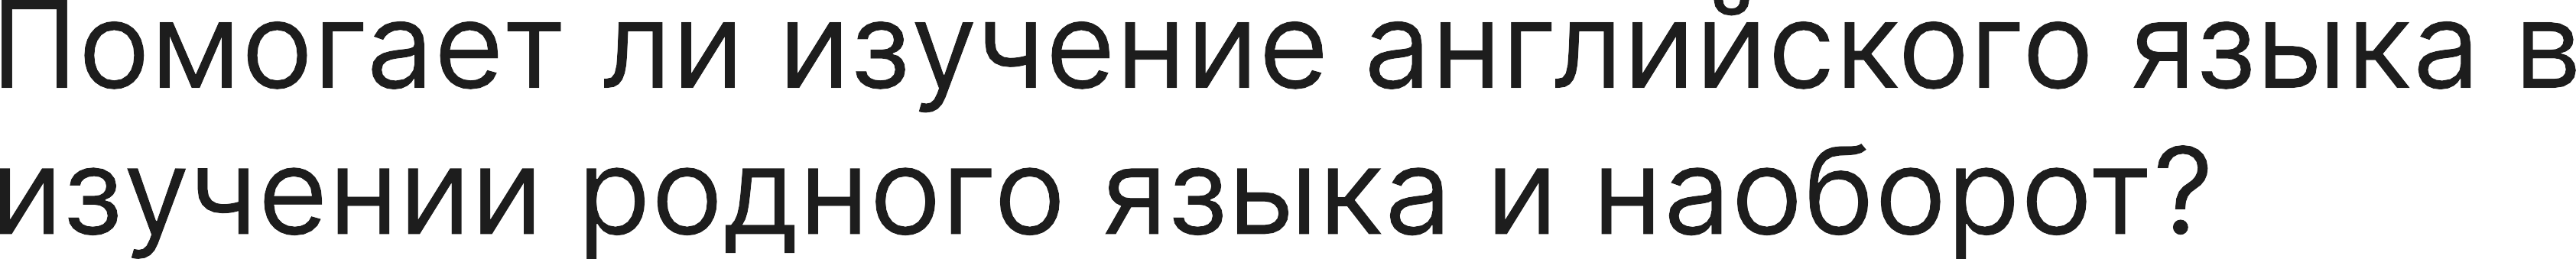 Помогает ли изучение английского языка в
изучении родного языка и наоборот?